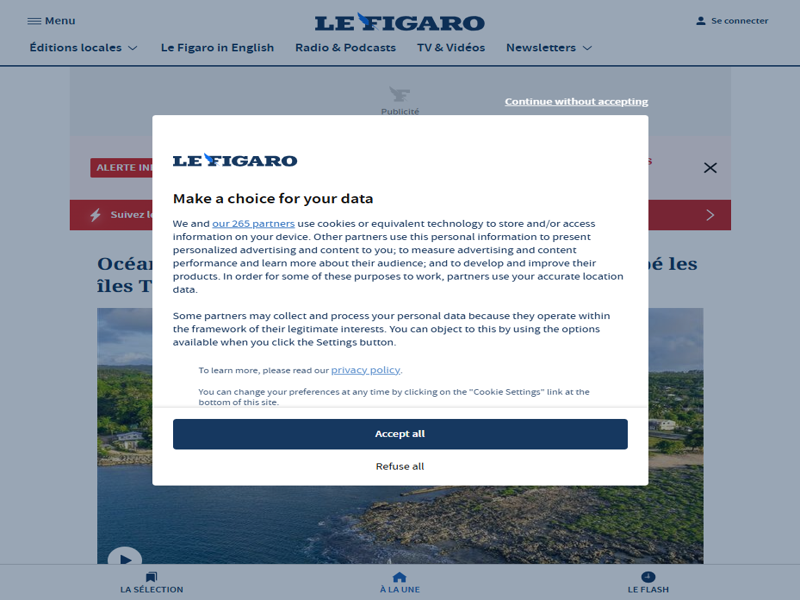 Menu
LE FIGARO
Se connecter
Éditions locales
Le Figaro in English
Radio & Podcasts
TV & Vidéos
Newsletters
Publicité
Continue without accepting
ALERTE
Suivez
LE FIGARO
Make a choice for your data
We and our 265 partners use cookies or equivalent technology to store and/or access
information on your device. Other partners use this personal information to present
personalized advertising and content to you; to measure advertising and content
performance and learn more about their audience; and to develop and improve their
products. In order for some of these purposes to work, partners use your accurate location
data.
Some partners may collect and process your personal data because they operate within
the framework of their legitimate interests. You can object to this by using the options
available when you click the Settings button.
To learn more, please read our privacy policy.
You can change your preferences at any time by clicking on the "Cookie Settings" link at the
bottom of this site.
Accept all
Refuse all
les
îles
LA SÉLECTION
À LA UNE
LE FLASH